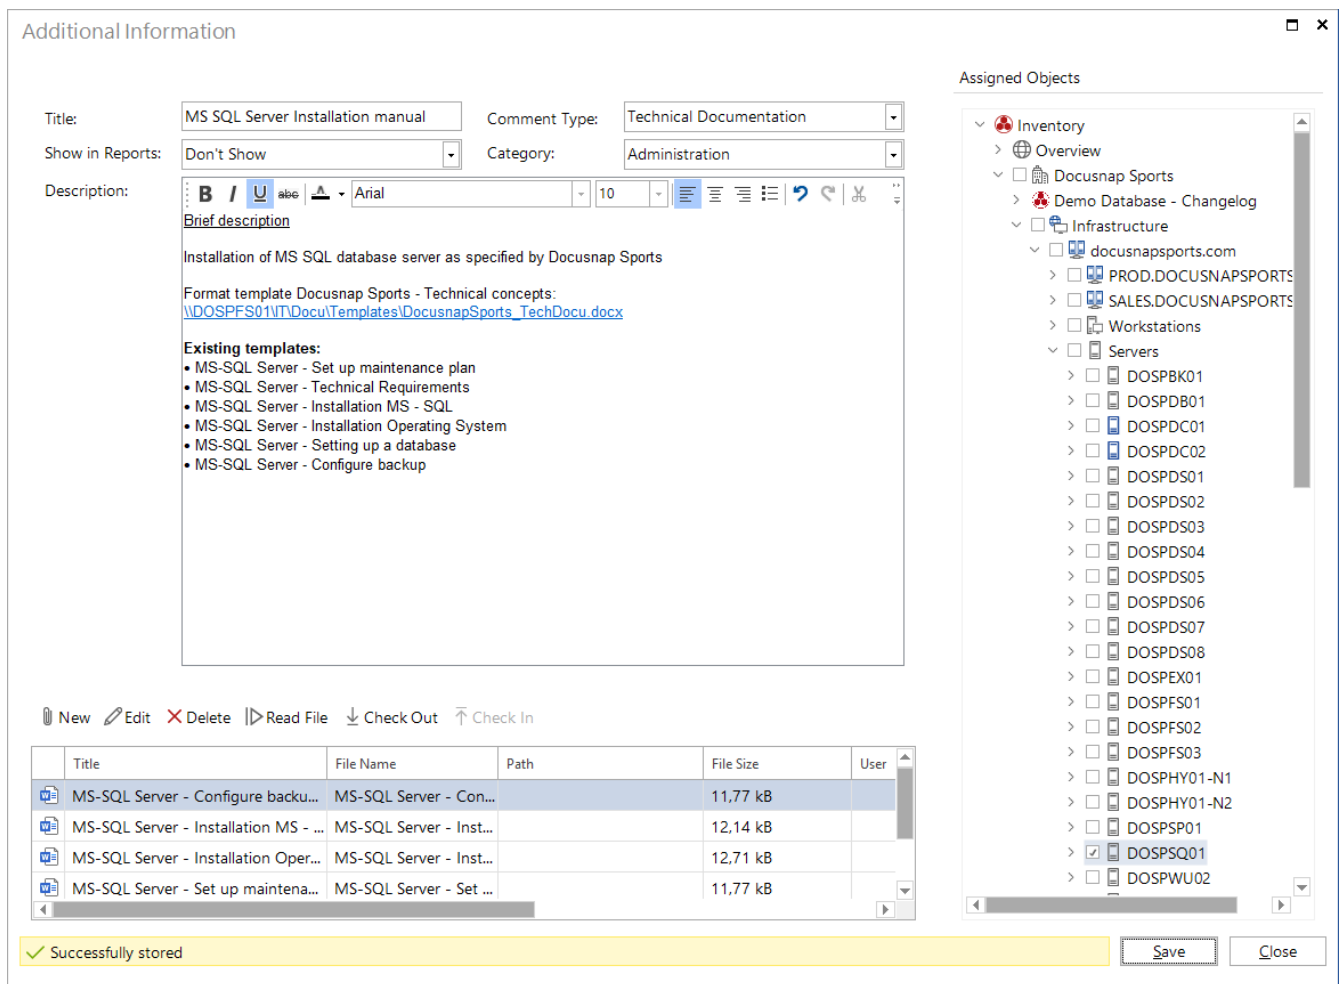 Additional Information
Title:
MS SQL Server Installation manual
Comment Type:
Technical Documentation
Show in Reports:
Don't Show
Category:
Administration
Description:
B I U abc A Arial 10
Brief description
Installation of MS SQL database server as specified by Docusnap Sports
Format template Docusnap Sports - Technical concepts:
\\DOSPFS01\IT\Docu\Templates\DocusnapSports_TechDocu.docx
Existing templates:
• MS-SQL Server - Set up maintenance plan
• MS-SQL Server - Technical Requirements
• MS-SQL Server - Installation MS - SQL
• MS-SQL Server - Installation Operating System
• MS-SQL Server - Setting up a database
• MS-SQL Server - Configure backup
New Edit Delete Read File Check Out Check In
Title File Name Path File Size User
MS-SQL Server - Configure backu... MS-SQL Server - Con... 11,77 kB
MS-SQL Server - Installation MS - ... MS-SQL Server - Inst... 12,14 kB
MS-SQL Server - Installation Oper... MS-SQL Server - Inst... 12,71 kB
MS-SQL Server - Set up maintena... MS-SQL Server - Set ... 11,77 kB
Assigned Objects
Inventory
Overview
Docusnap Sports
Demo Database - Changelog
Infrastructure
docusnapsports.com
PROD.DOCUSNAPSPORTS
SALES.DOCUSNAPSPORTS
Workstations
Servers
DOSPBK01
DOSPDB01
DOSPDC01
DOSPDC02
DOSPDS01
DOSPDS02
DOSPDS03
DOSPDS04
DOSPDS05
DOSPDS06
DOSPDS07
DOSPDS08
DOSPEX01
DOSPFS01
DOSPFS02
DOSPFS03
DOSPHY01-N1
DOSPHY01-N2
DOSPSP01
DOSPSQ01
DOSPWU02
Successfully stored
Save Close